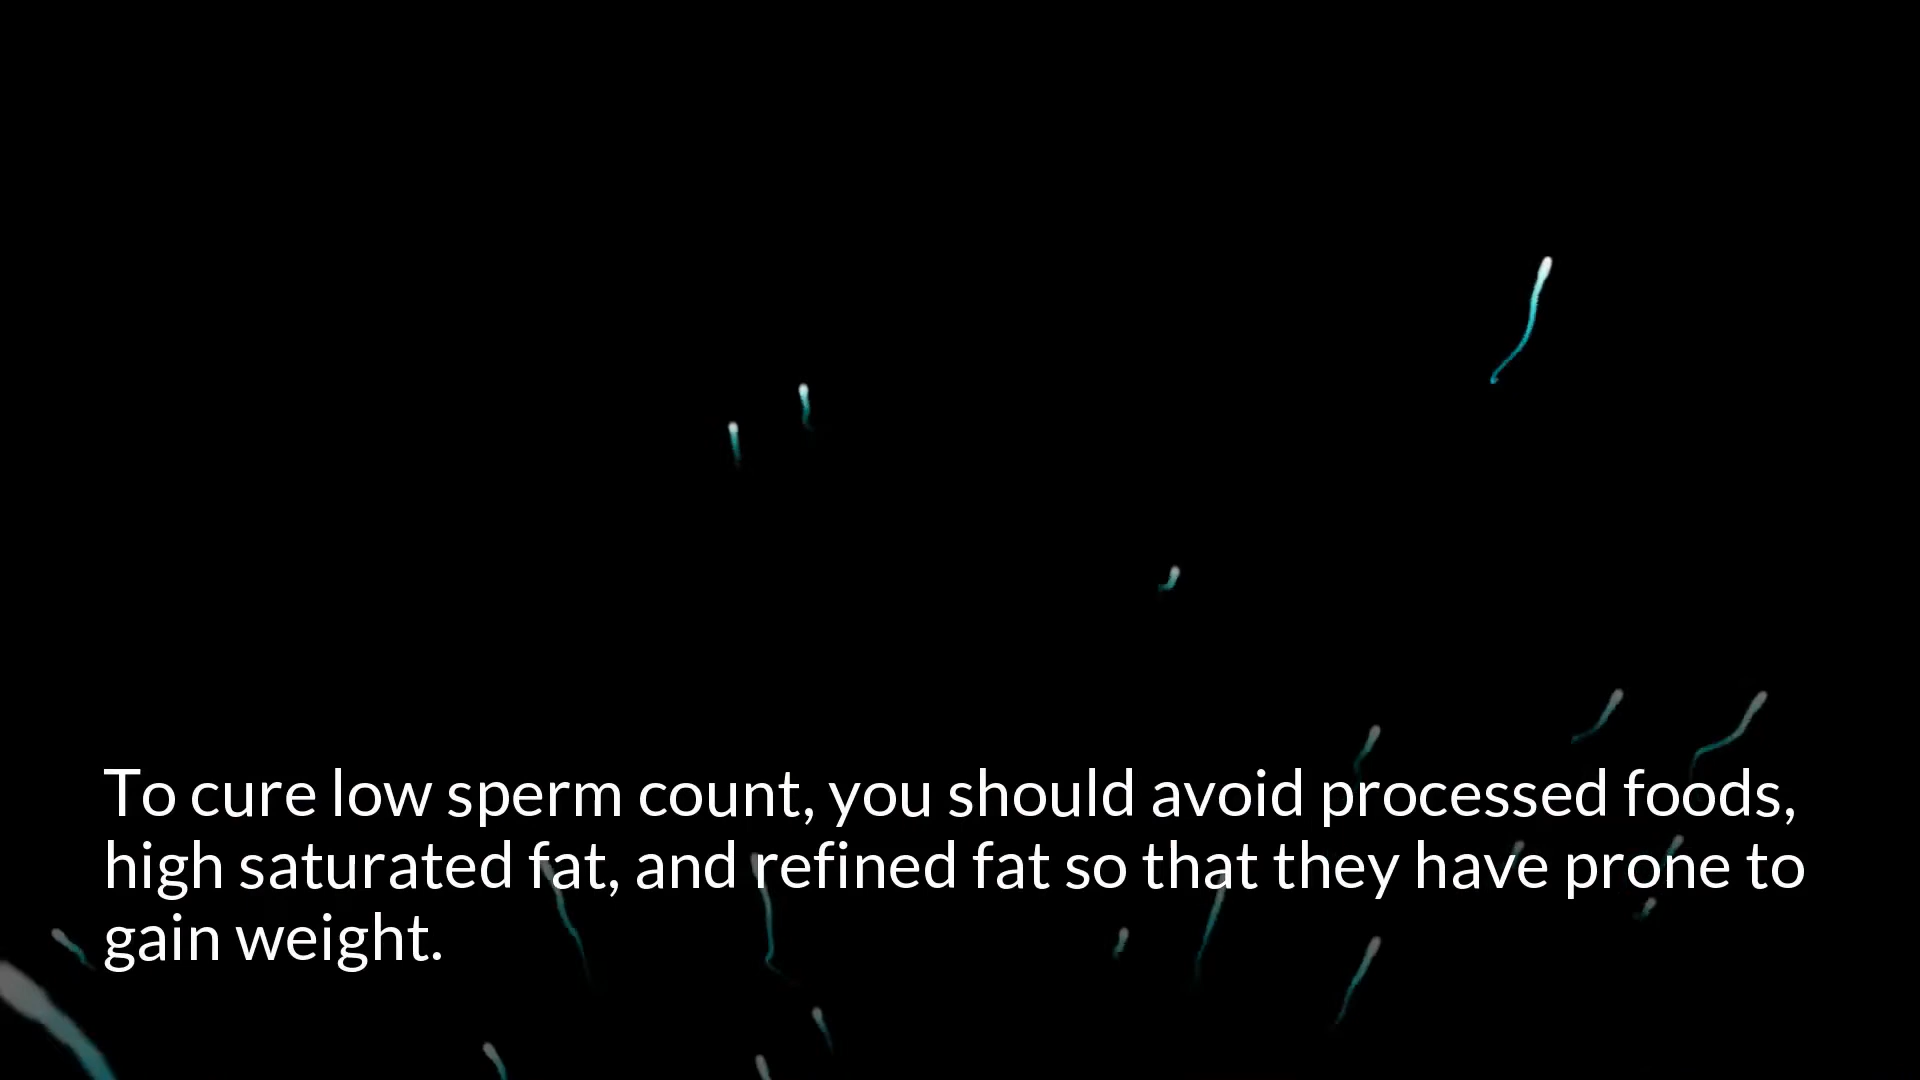 To cure low sperm count, you should avoid processed foods,
high saturated fat, and refined fat so that they have prone to
gain weight.